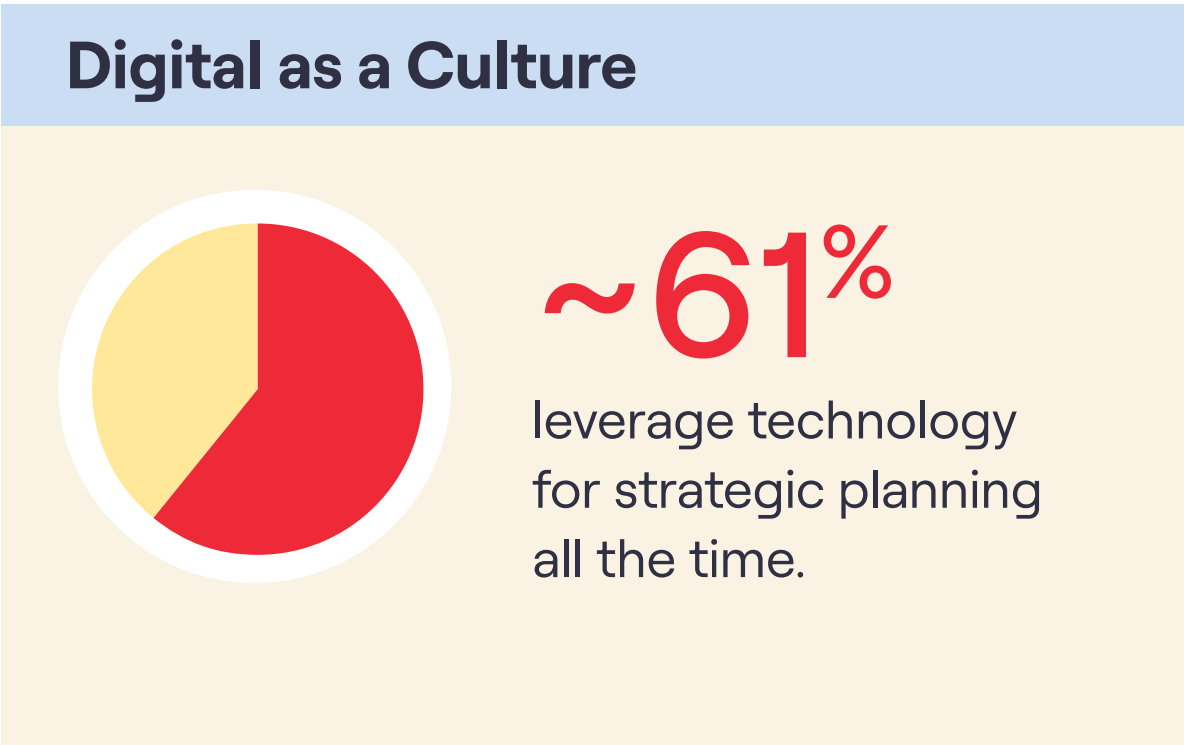 Digital as a Culture
~61%
leverage technology
for strategic planning
all the time.